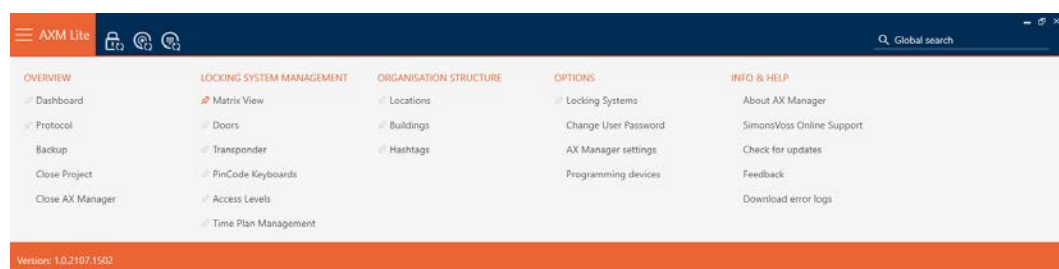 AXM Lite
Global search
OVERVIEW
Dashboard
Protocol
Backup
Close Project
Close AX Manager
LOCKING SYSTEM MANAGEMENT
Matrix View
Doors
Transponder
PinCode Keyboards
Access Levels
Time Plan Management
ORGANISATION STRUCTURE
Locations
Buildings
Hashtags
OPTIONS
Locking Systems
Change User Password
AX Manager settings
Programming devices
INFO & HELP
About AX Manager
SimonsVoss Online Support
Check for updates
Feedback
Download error logs
Version: 1.0.2107.1502